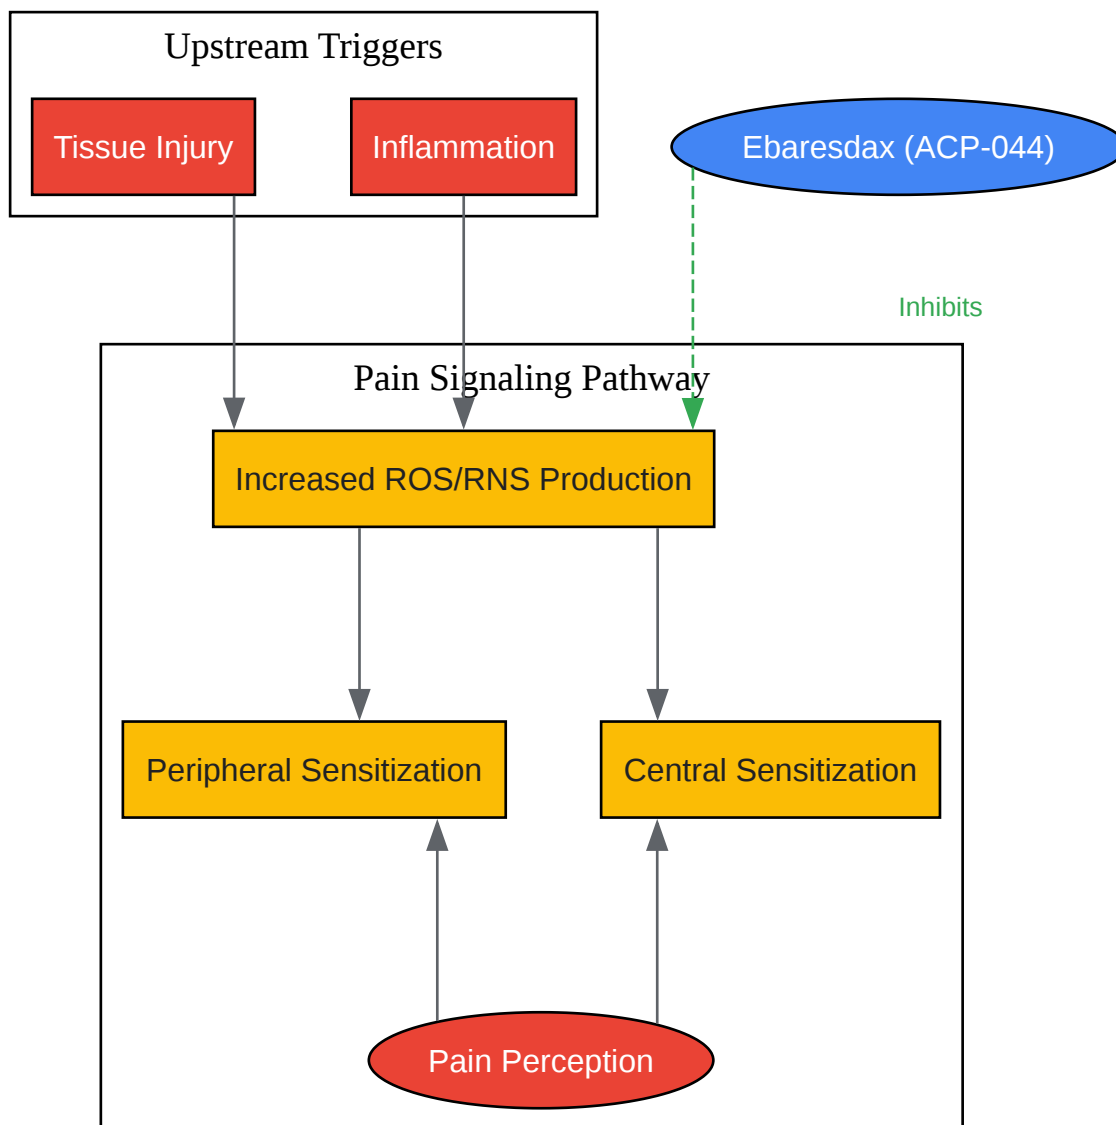 Upstream Triggers
Tissue Injury
Inflammation
Ebaresdax (ACP-044)
Inhibits
Pain Signaling Pathway
Increased ROS/RNS Production
Peripheral Sensitization
Central Sensitization
Pain Perception